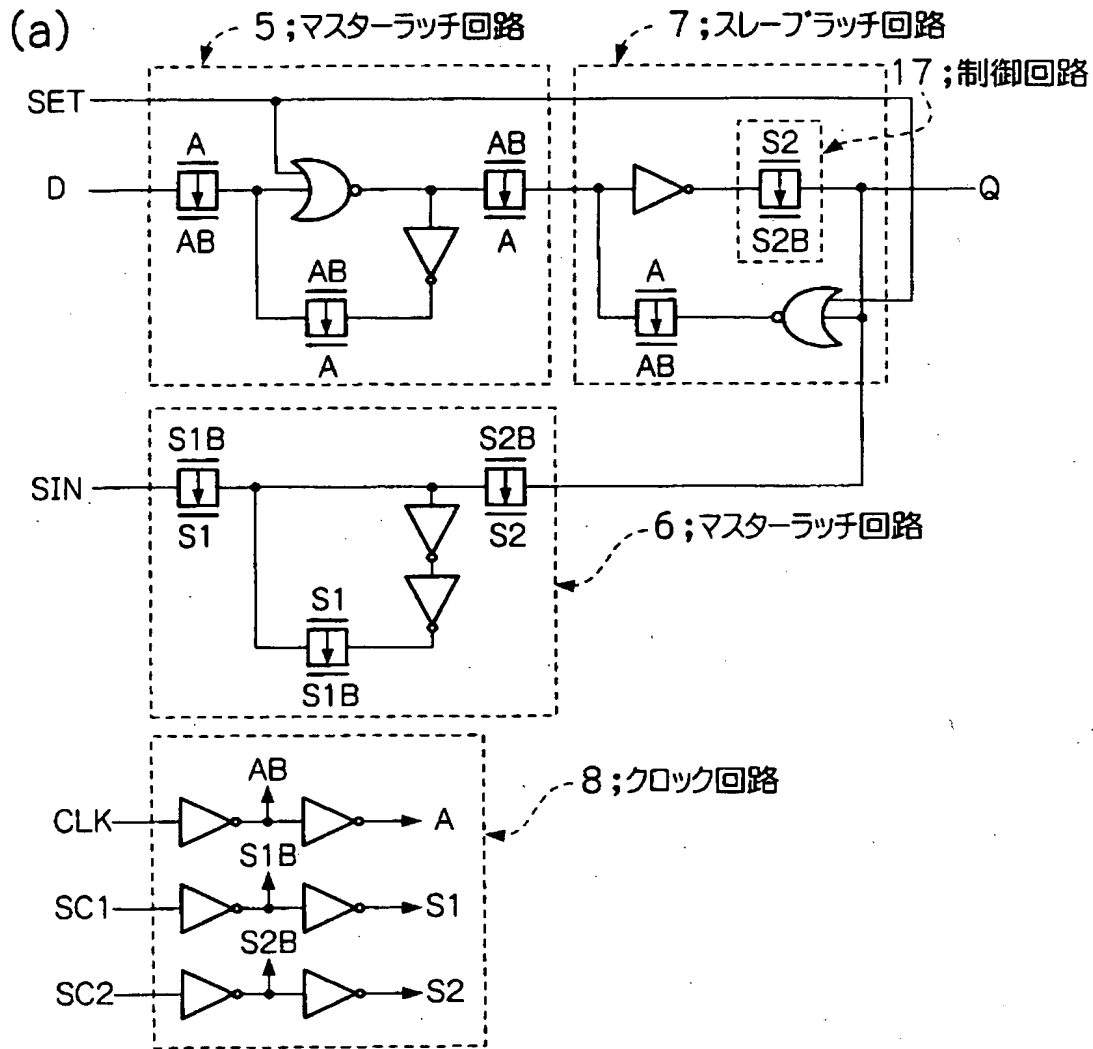 (a)
5;マスターラッチ回路
7;スレーブラッチ回路
17;制御回路
SET
A
AB
S2
D
Q
AB
A
S2B
AB
A
A
AB
S1B
S2B
SIN
S1
S2
6;マスターラッチ回路
S1
S1B
AB
8;クロック回路
CLK
A
S1B
SC1
S1
S2B
SC2
S2